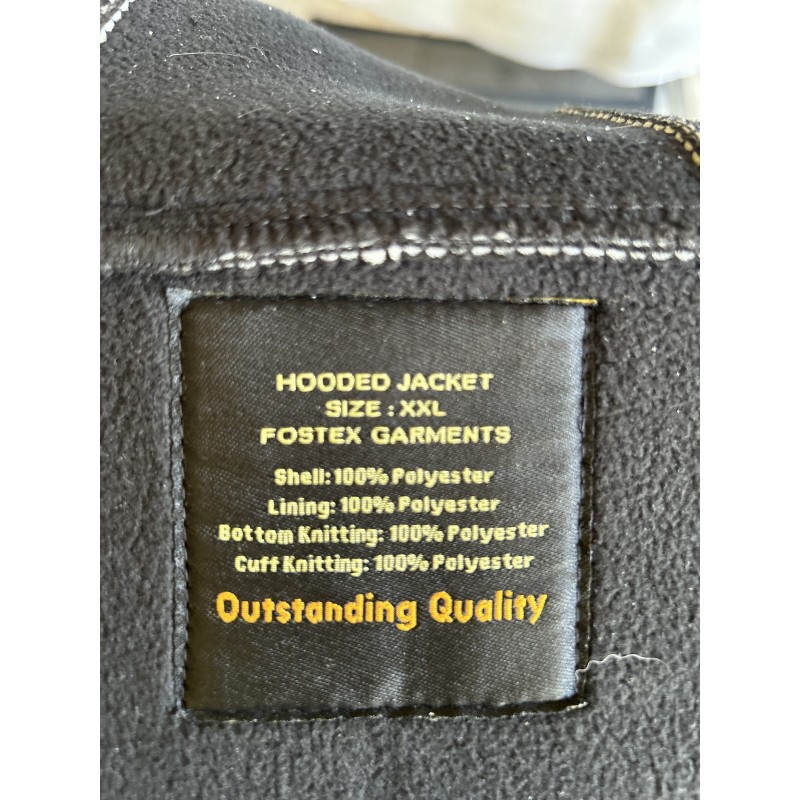 HOODED JACKET
SIZE : XXL
FOSTEX GARMENTS
Shell: 100% Polyester
Lining: 100% Polyester
Bottom Knitting: 100% Polyester
Cuff Knitting: 100% Polyester
Outstanding Quality